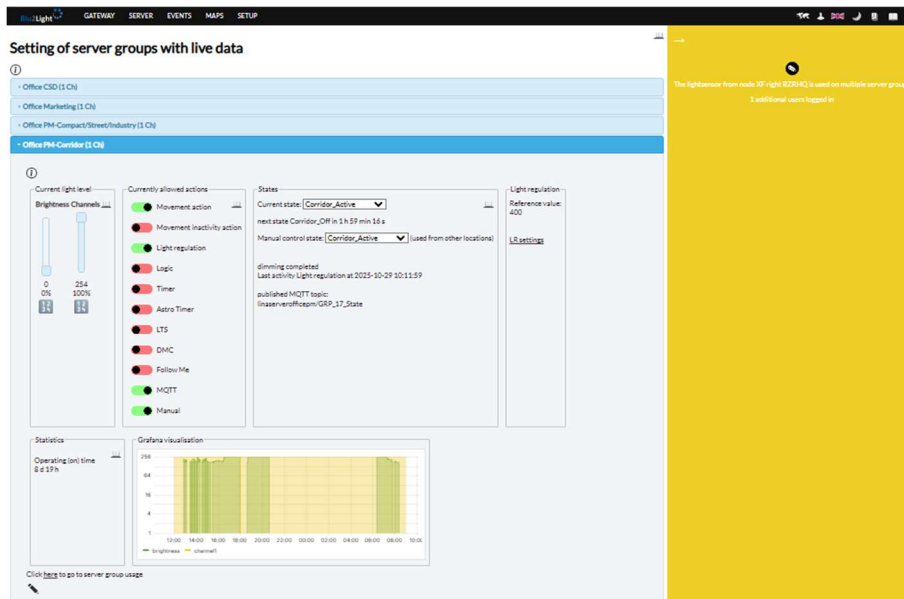 Blu2Light
GATEWAY SERVER EVENTS MAPS SETUP
Setting of server groups with live data
Office CSD (1 Ch)
Office Marketing (1 Ch)
Office PM-Compact/Street/Industry (1 Ch)
Office PM-Corridor (1 Ch)
Current light level
Brightness Channels
0 254
0% 100%
Currently allowed actions
Movement action
Movement inactivity action
Light regulation
Logic
Timer
Astro Timer
LTS
DMC
Follow Me
MQTT
Manual
States
Current state: Corridor_Active
next state Corridor_Off in 1 h 59 min 16 s
Manual control state: Corridor_Active (used from other locations)
dimming completed
Last activity Light regulation at 2025-10-29 10:11:59
published MQTT topic:
linaserverofficepm/GRP_17_State
Light regulation
Reference value:
400
LR settings
Statistics
Operating (on) time
8 d 19 h
Grafana visualisation
256
64
16
4
1
12:00 14:00 16:00 18:00 20:00 22:00 00:00 02:00 04:00 06:00 08:00 10:00
brightness channel1
Click here to go to server group usage
The lightsensor from node XF right BZRHQ is used on multiple server grou
1 additional users logged in